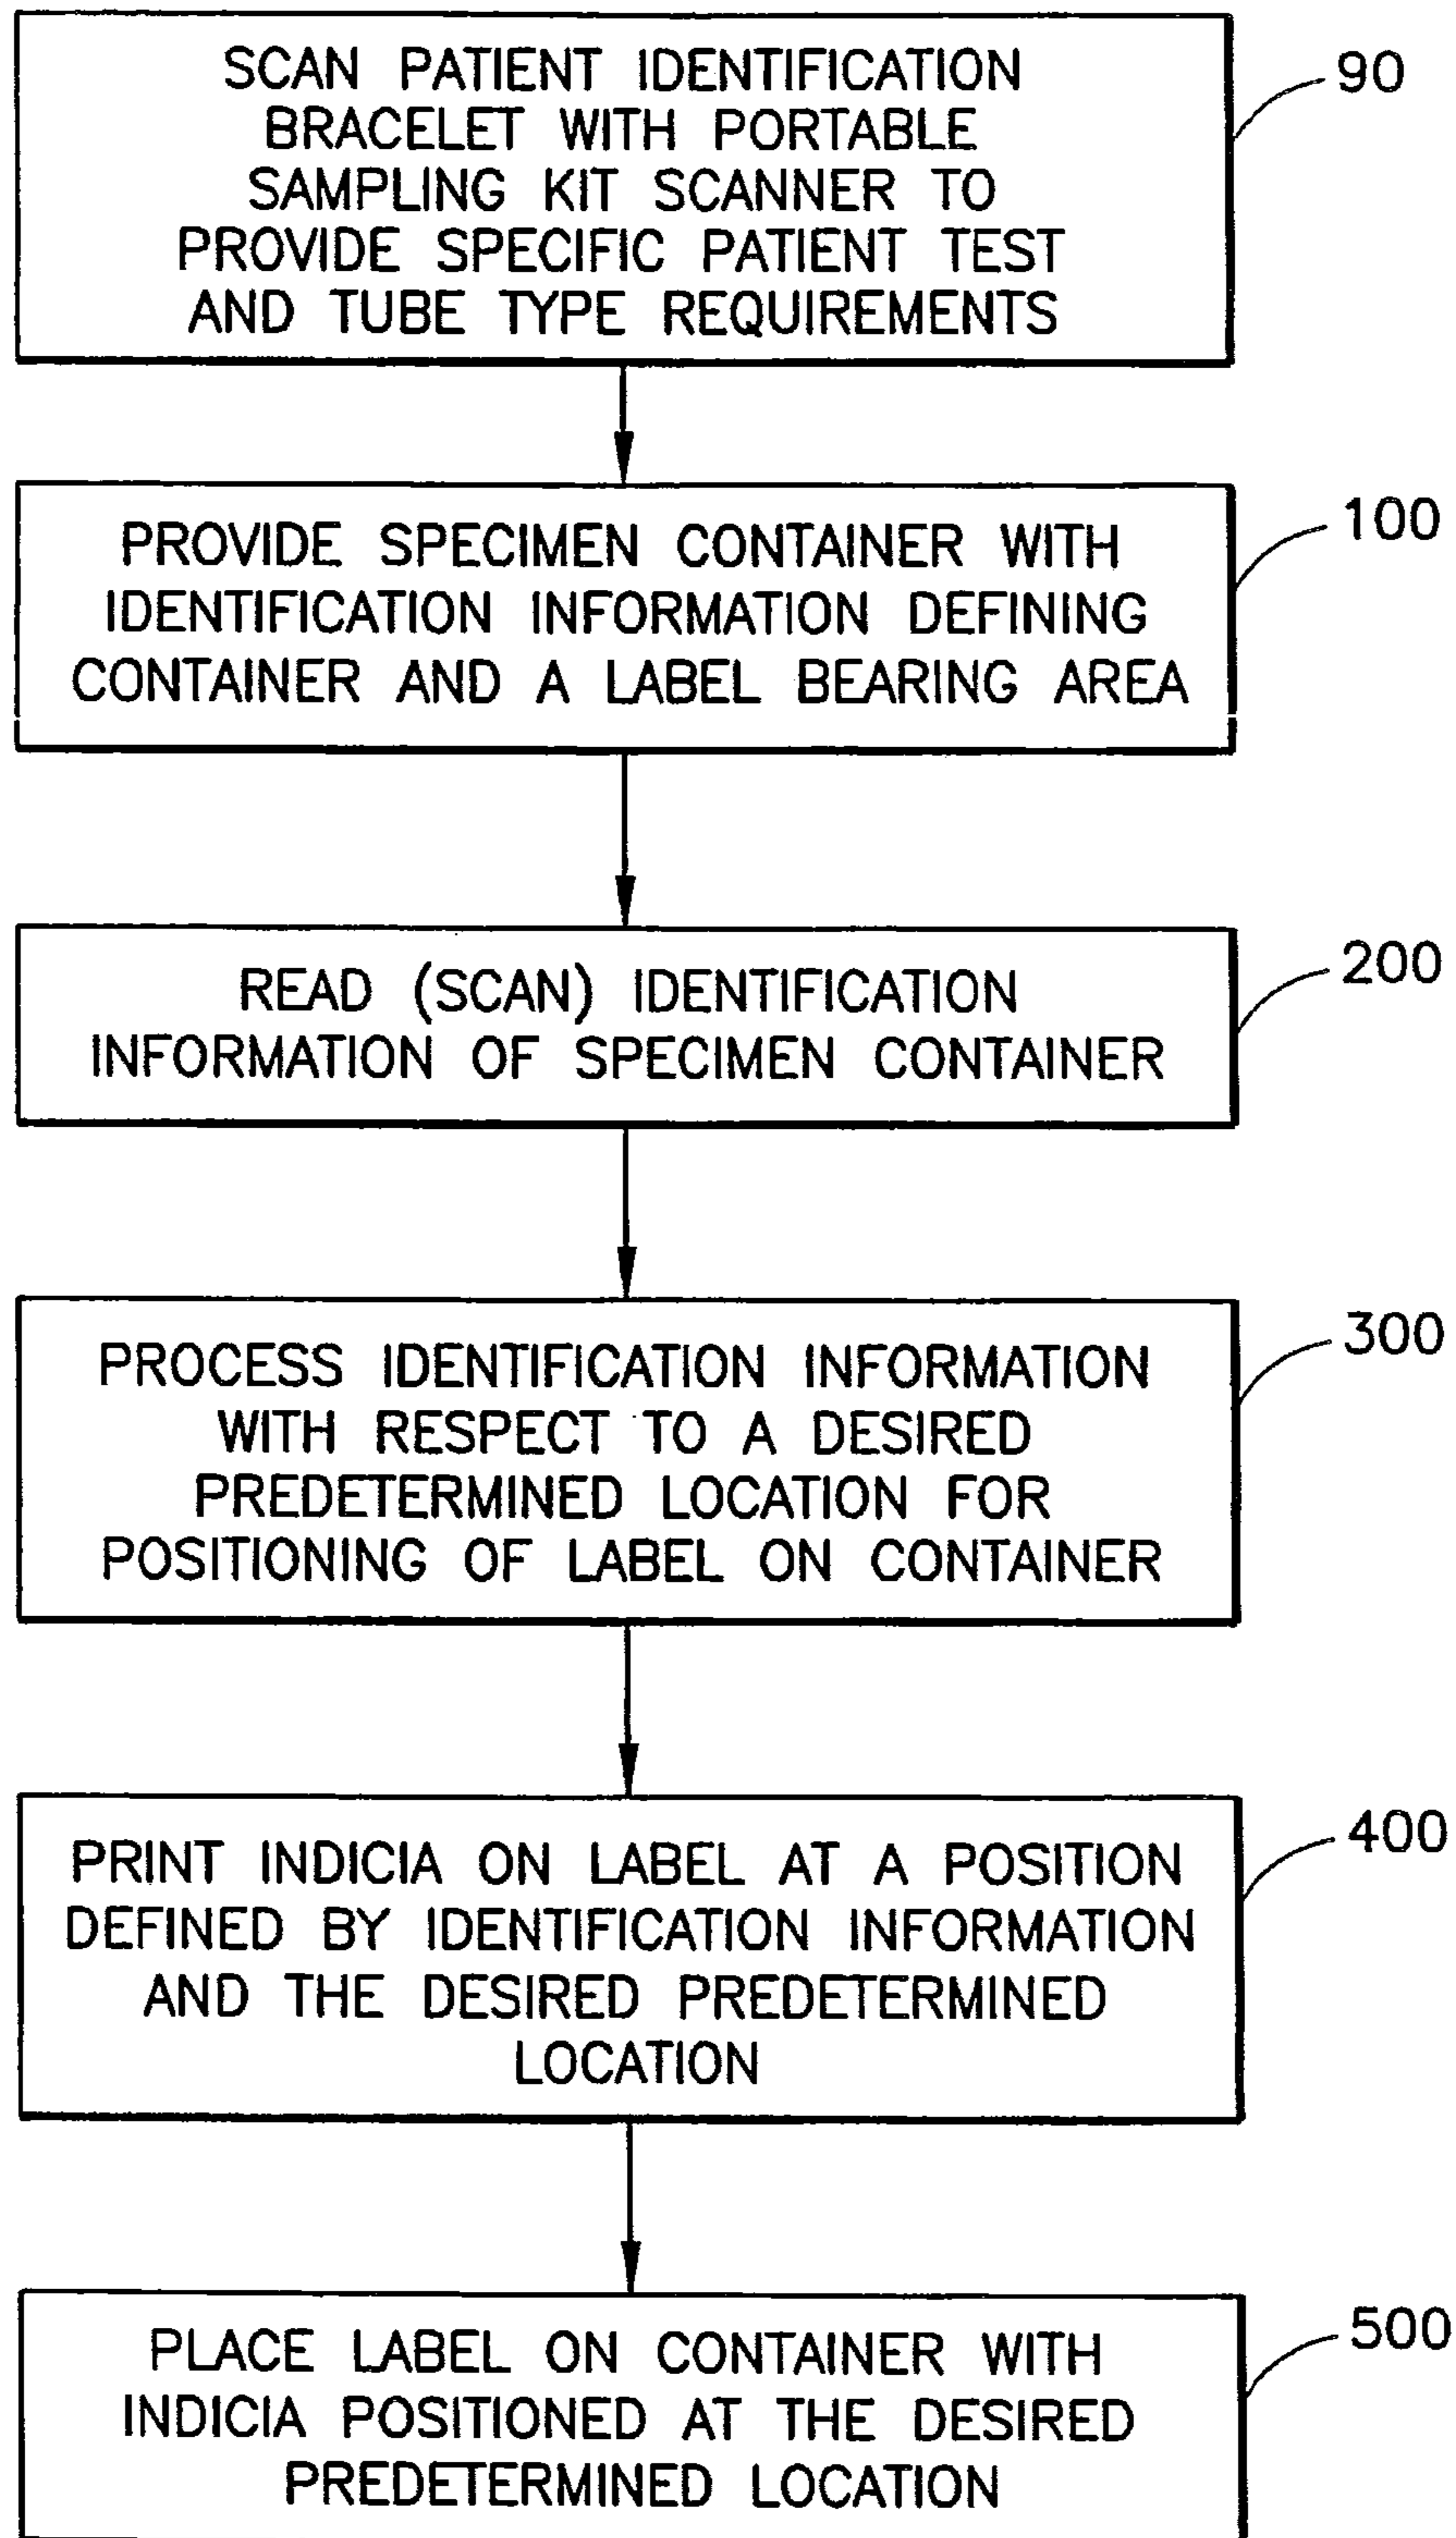 SCAN PATIENT IDENTIFICATION
BRACELET WITH PORTABLE
SAMPLING KIT SCANNER TO
PROVIDE SPECIFIC PATIENT TEST
AND TUBE TYPE REQUIREMENTS
90
PROVIDE SPECIMEN CONTAINER WITH
IDENTIFICATION INFORMATION DEFINING
CONTAINER AND A LABEL BEARING AREA
100
READ (SCAN) IDENTIFICATION
INFORMATION OF SPECIMEN CONTAINER
200
PROCESS IDENTIFICATION INFORMATION
WITH RESPECT TO A DESIRED
PREDETERMINED LOCATION FOR
POSITIONING OF LABEL ON CONTAINER
300
PRINT INDICIA ON LABEL AT A POSITION
DEFINED BY IDENTIFICATION INFORMATION
AND THE DESIRED PREDETERMINED
LOCATION
400
PLACE LABEL ON CONTAINER WITH
INDICIA POSITIONED AT THE DESIRED
PREDETERMINED LOCATION
500